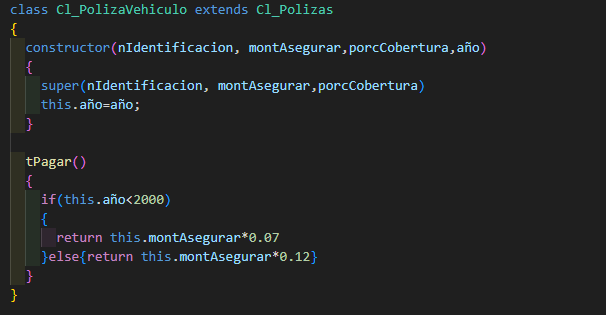 class Cl_PolizaVehiculo extends Cl_Polizas
{
  constructor(nIdentificacion, montAsegurar,porcCobertura,año)
  {
    super(nIdentificacion, montAsegurar,porcCobertura)
    this.año=año;
  }

  tPagar()
  {
    if(this.año<2000)
    {
      return this.montAsegurar*0.07
    }else{return this.montAsegurar*0.12}
  }
}